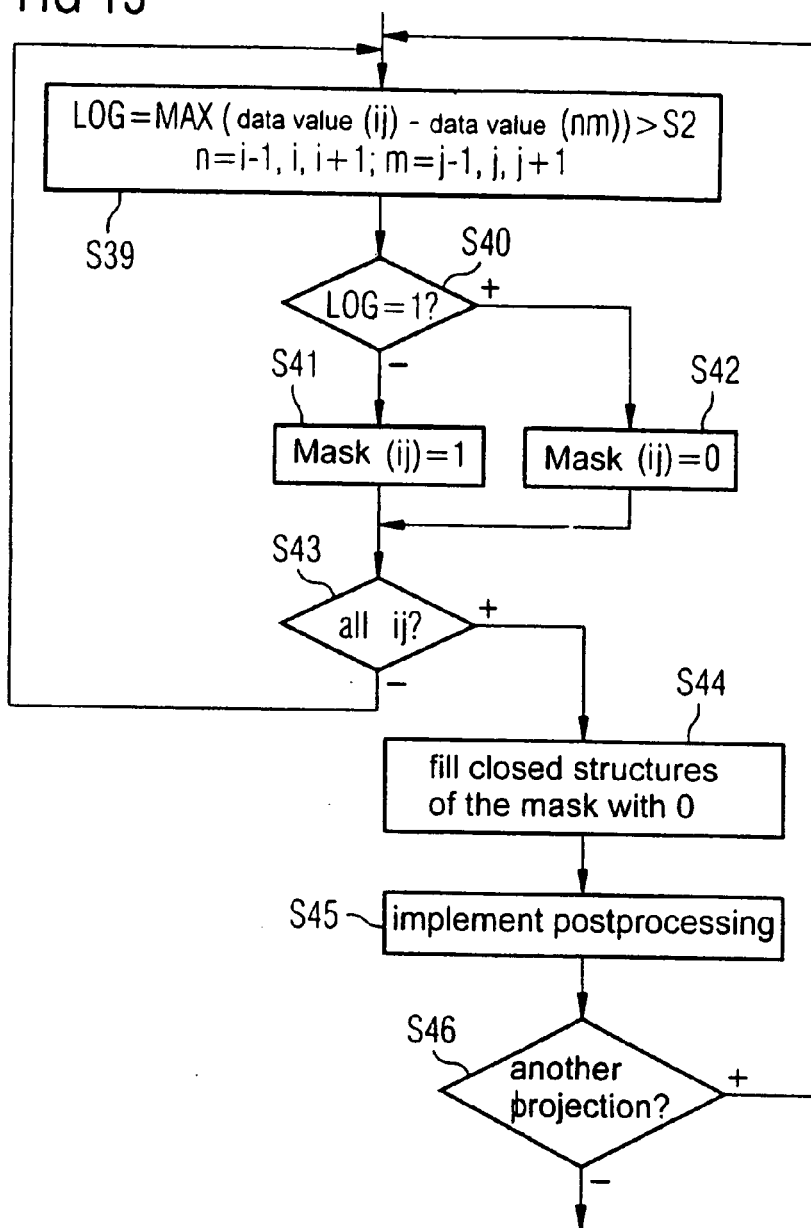 LOG=MAX (data value (ij) - data value (nm))>S2
n=i-1, i, i+1; m=j-1, j, j+1
S39
S40
LOG=1?
+
−
S41
S42
Mask (ij)=1
Mask (ij)=0
S43
all ij?
+
−
S44
fill closed structures
of the mask with 0
S45
implement postprocessing
S46
another
projection?
+
−